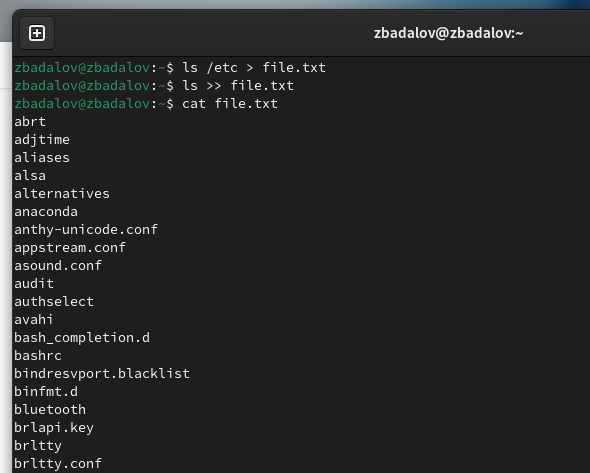 zbadalov@zbadalov:~
zbadalov@zbadalov:~$ ls /etc > file.txt
zbadalov@zbadalov:~$ ls >> file.txt
zbadalov@zbadalov:~$ cat file.txt
abrt
adjtime
aliases
alsa
alternatives
anaconda
anthy-unicode.conf
appstream.conf
asound.conf
audit
authselect
avahi
bash_completion.d
bashrc
bindresvport.blacklist
binfmt.d
bluetooth
brlapi.key
brltty
brltty.conf